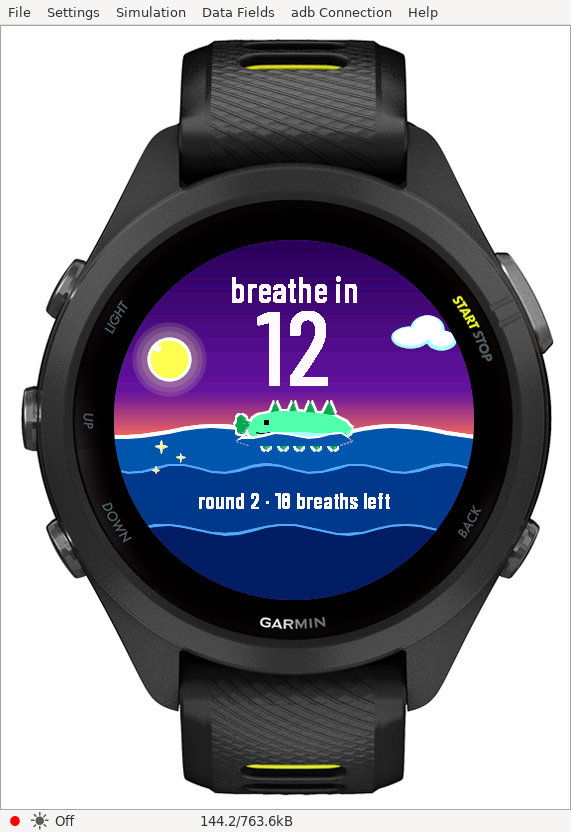 File Settings Simulation Data Fields adb Connection Help
breathe in
12
START STOP
LIGHT
UP
round 2 · 18 breaths left
DOWN
BACK
GARMIN
Off 144.2/763.6kB